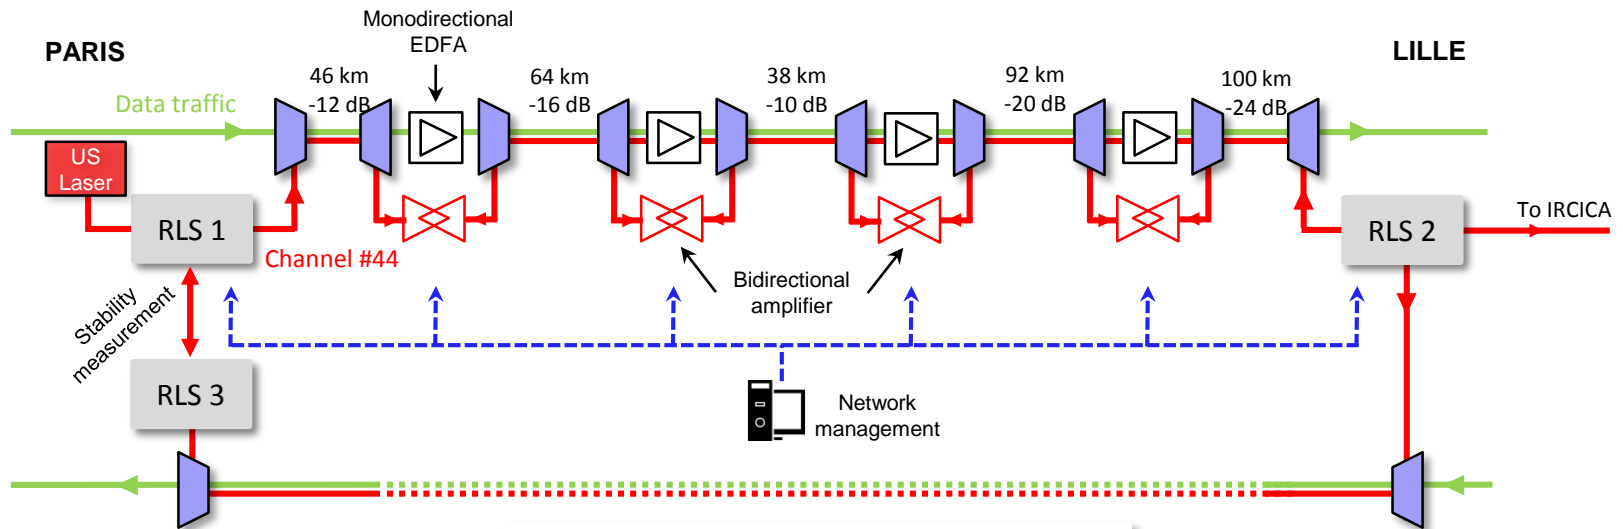 Monodirectional
EDFA
PARIS
LILLE
46 km
-12 dB
64 km
-16 dB
38 km
-10 dB
92 km
-20 dB
100 km
-24 dB
Data traffic
US
Laser
RLS 1
Channel #44
RLS 2
To IRCICA
Bidirectional
amplifier
Stability
measurement
RLS 3
Network
management